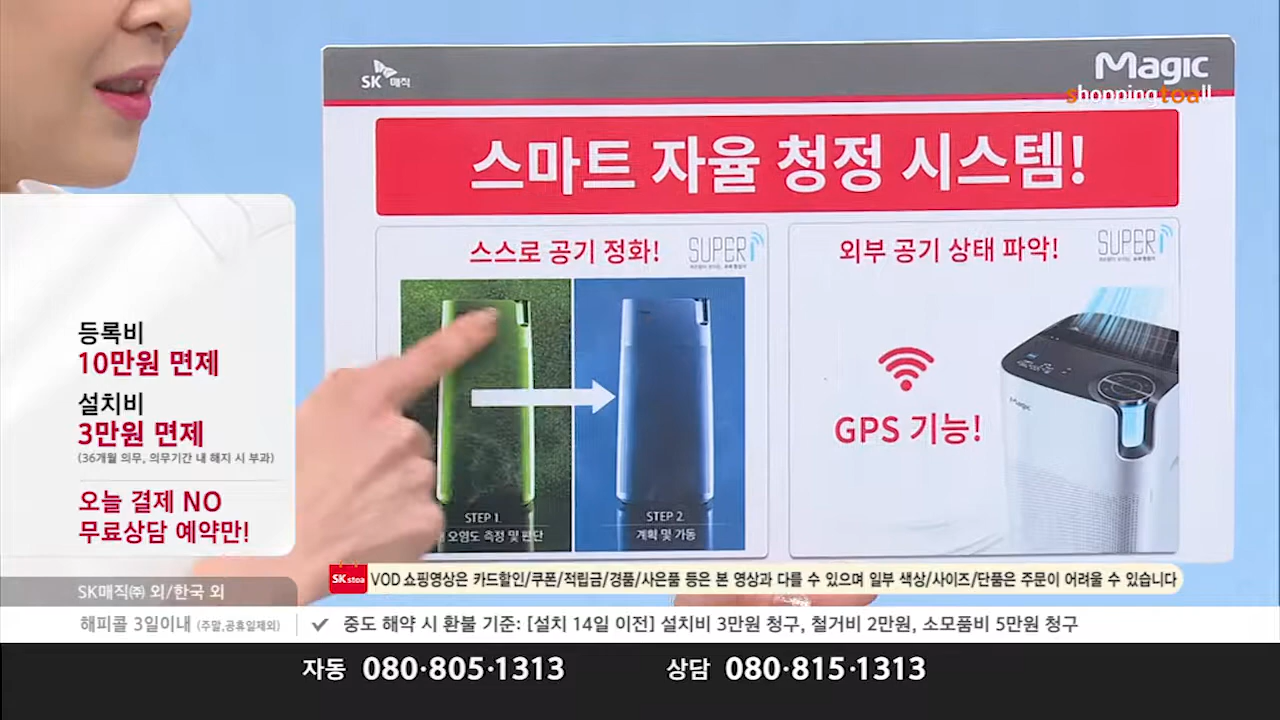 SK매직
Magic
shoppingtoall
스마트 자율 청정 시스템!
스스로 공기 정화!
SUPER i
외부 공기 상태 파악!
SUPER i
GPS 기능!
Magic
STEP 1.
오염도 측정 및 판단
STEP 2.
계획 및 가동
등록비
10만원 면제
설치비
3만원 면제
(36개월 의무, 의무기간 내 해지 시 부과)
오늘 결제 NO
무료상담 예약만!
SK stoa
VOD 쇼핑영상은 카드할인/쿠폰/적립금/경품/사은품 등은 본 영상과 다를 수 있으며 일부 색상/사이즈/단품은 주문이 어려울 수 있습니다
SK매직㈜ 외/한국 외
해피콜 3일이내 (주말,공휴일제외)
중도 해약 시 환불 기준: [설치 14일 이전] 설치비 3만원 청구, 철거비 2만원, 소모품비 5만원 청구
자동 080·805·1313
상담 080·815·1313